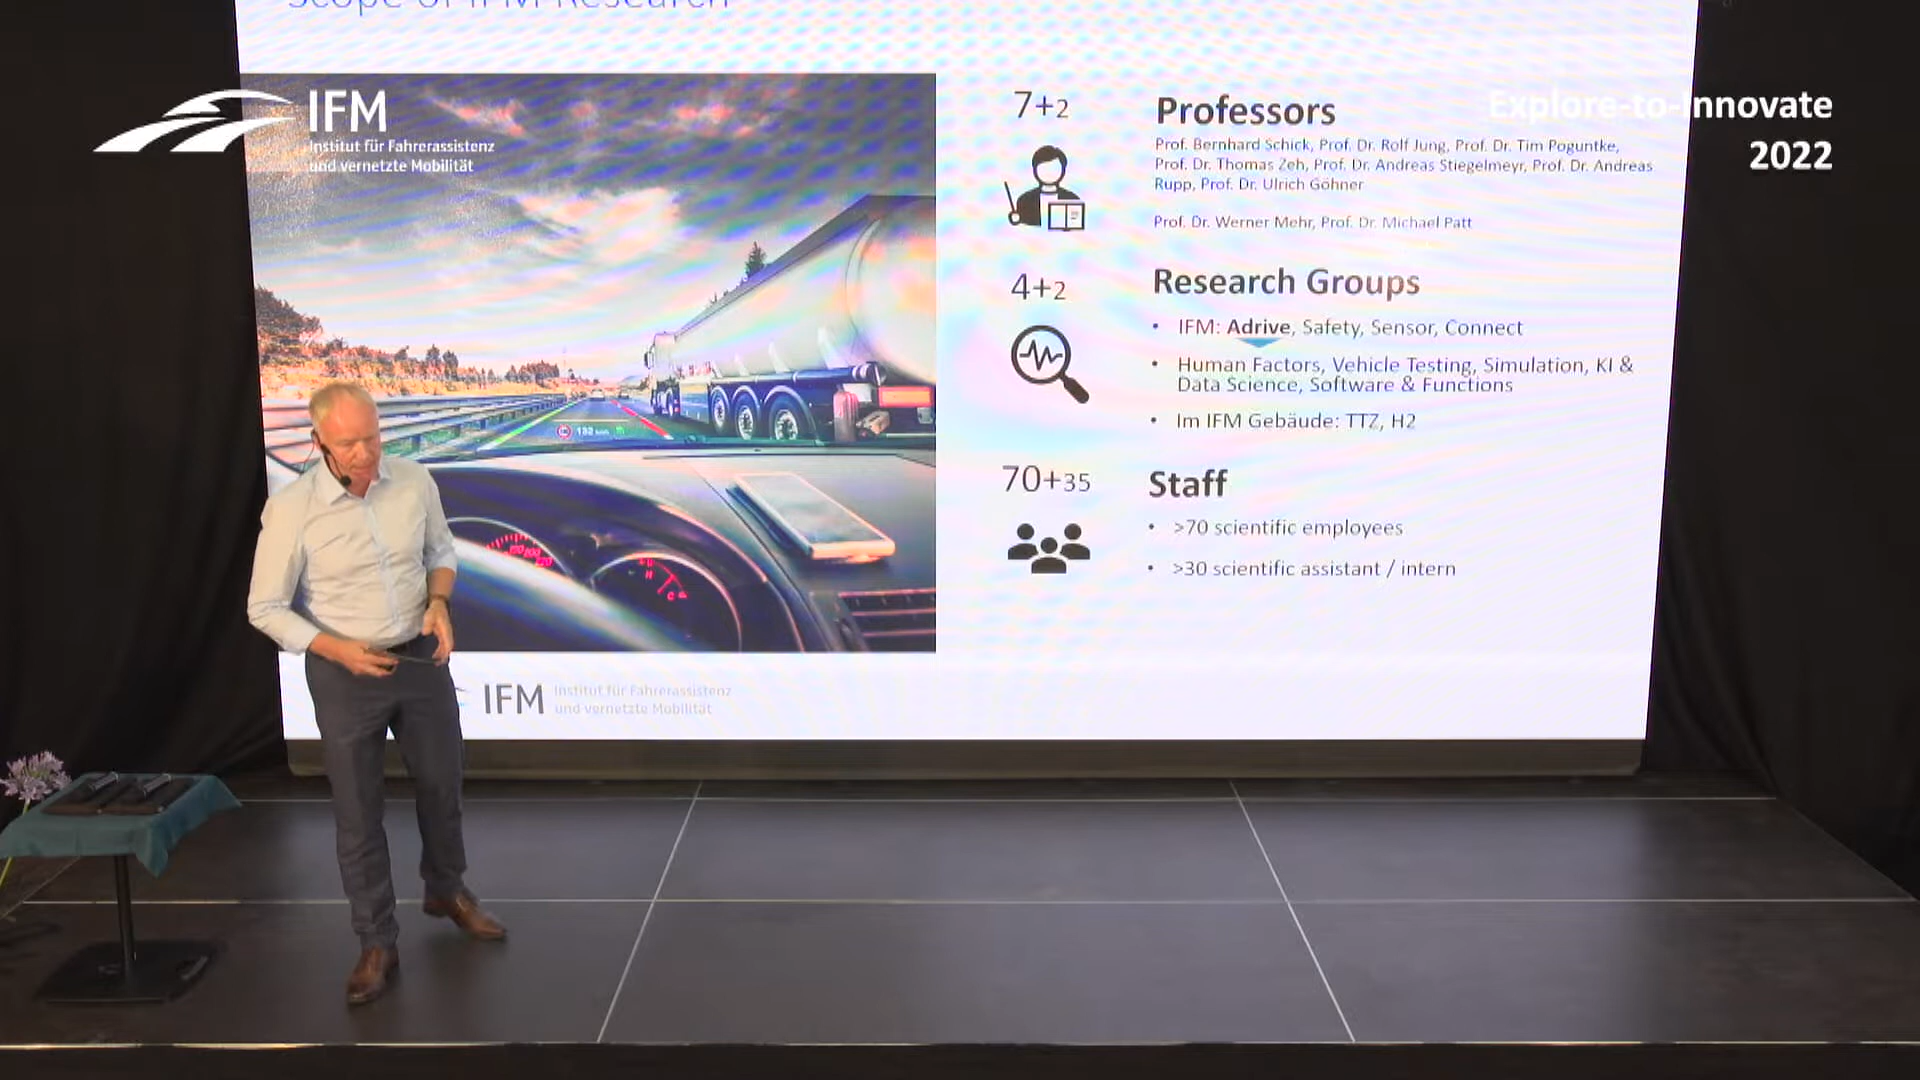 Scope of IFM Research
IFM
Institut für Fahrerassistenz
und vernetzte Mobilität
Explore-to-Innovate
2022
7+2
Professors
Prof. Bernhard Schick, Prof. Dr. Rolf Jung, Prof. Dr. Tim Poguntke,
Prof. Dr. Thomas Zeh, Prof. Dr. Andreas Stiegelmeyr, Prof. Dr. Andreas
Rupp, Prof. Dr. Ulrich Göhner
Prof. Dr. Werner Mehr, Prof. Dr. Michael Patt
4+2
Research Groups
• IFM: Adrive, Safety, Sensor, Connect
• Human Factors, Vehicle Testing, Simulation, KI &
Data Science, Software & Functions
• Im IFM Gebäude: TTZ, H2
70+35
Staff
• >70 scientific employees
• >30 scientific assistant / intern
IFM
Institut für Fahrerassistenz
und vernetzte Mobilität